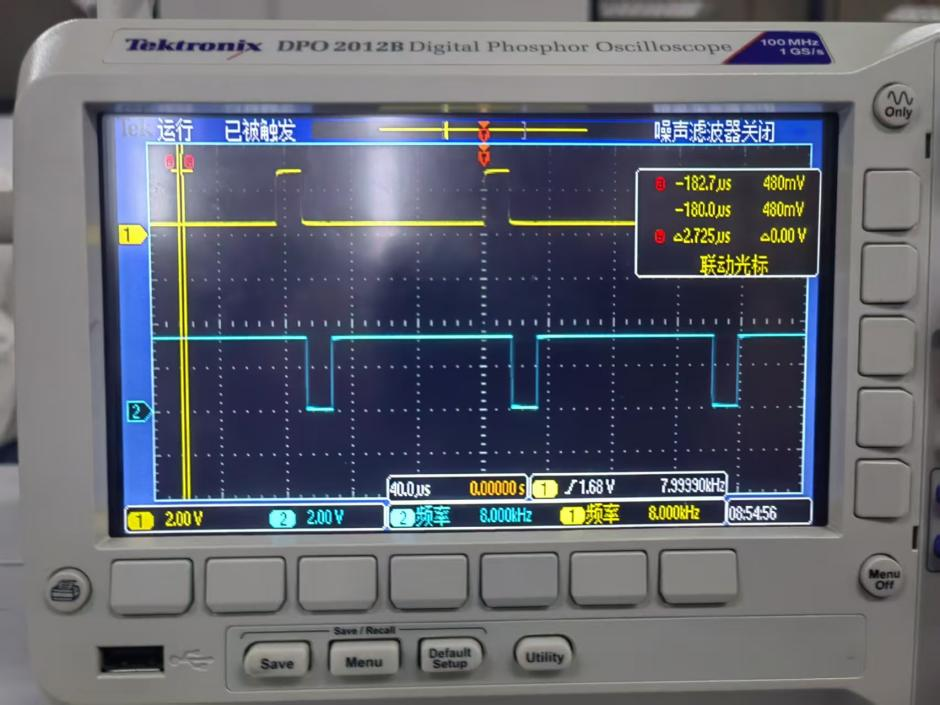 Tektronix DPO 2012B Digital Phosphor Oscilloscope
100 MHz
1 GS/s
Only
Tek 运行 已被触发 噪声滤波器关闭
a b
a -182.7µs 480mV
-180.0µs 480mV
b △2.725µs △0.00 V
联动光标
1
2
40.0µs 0.00000 s 1 1.68 V 7.99990kHz
1 2.00 V 2 2.00 V 2 频率 8.000kHz 1 频率 8.000kHz 08:54:56
Menu
Off
Save / Recall
Save
Menu
Default
Setup
Utility